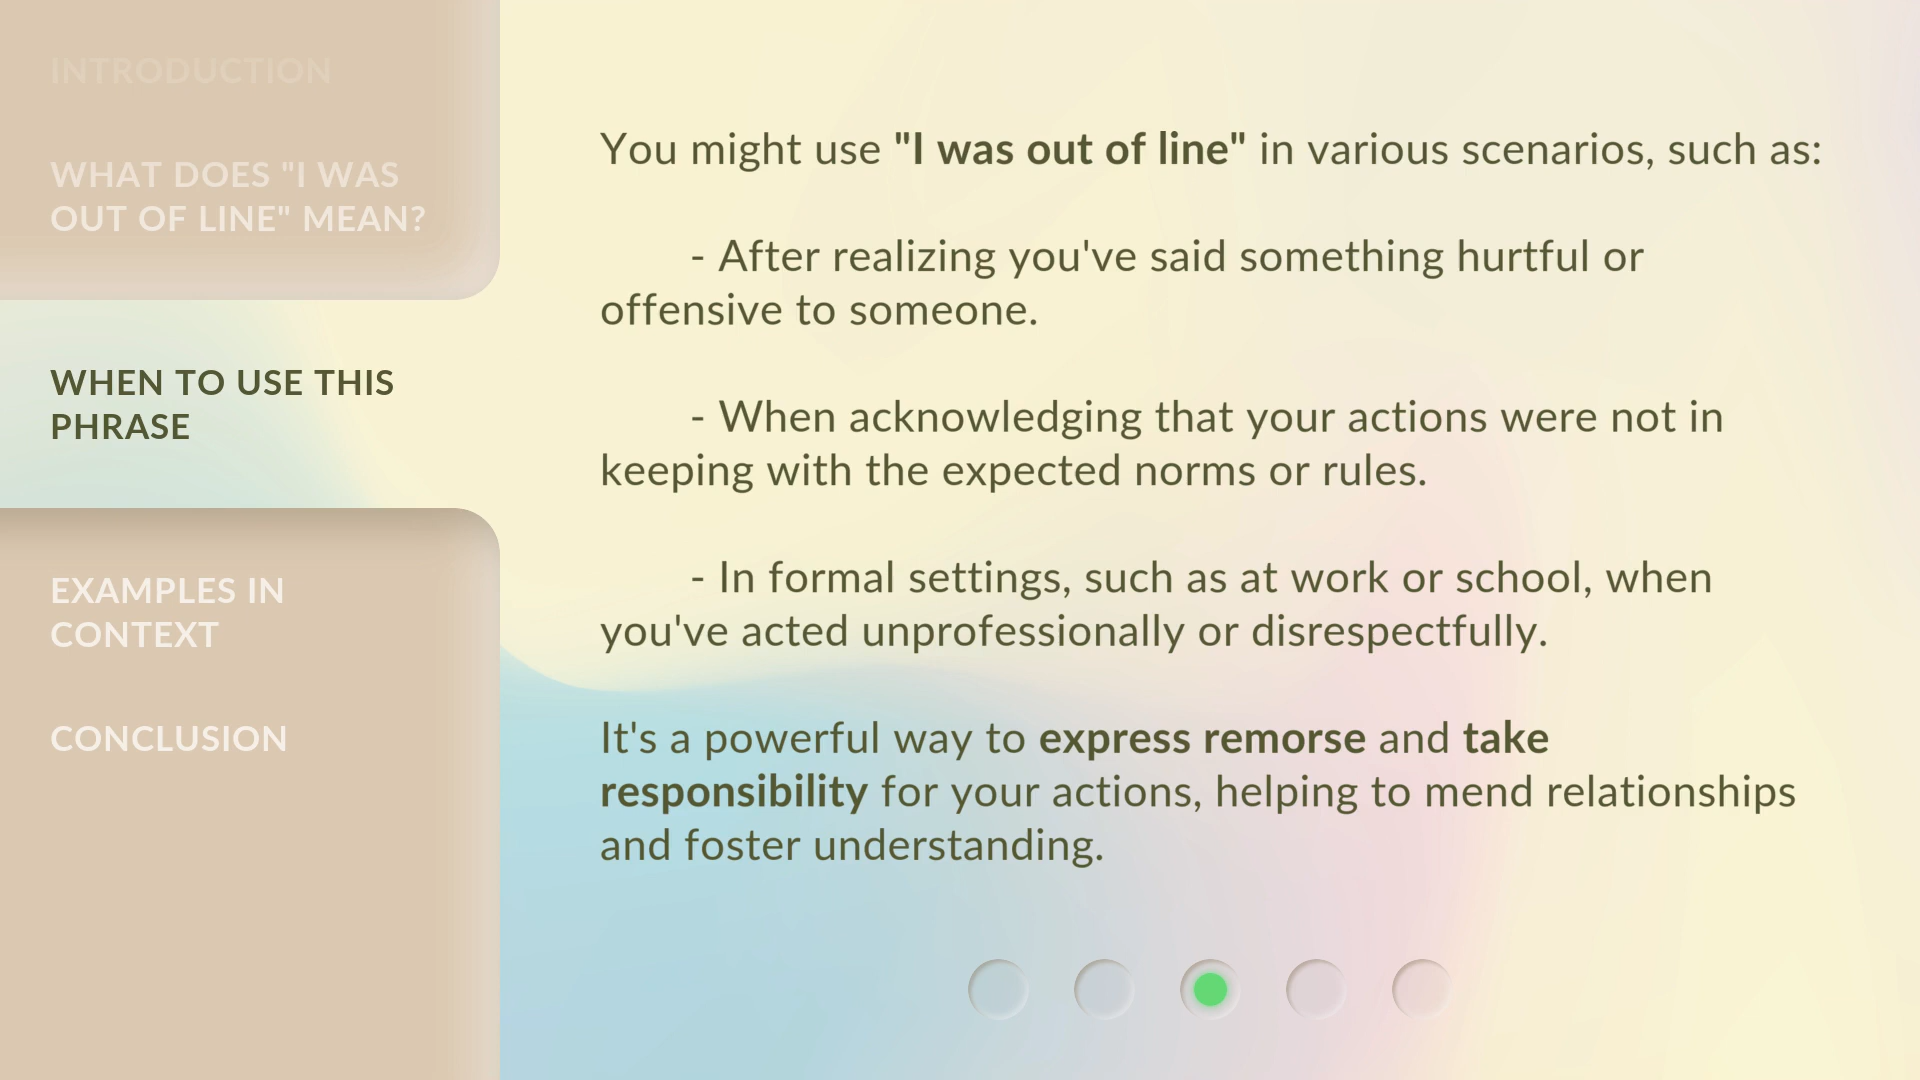 INTRODUCTION
WHAT DOES "I WAS
OUT OF LINE" MEAN?
WHEN TO USE THIS
PHRASE
EXAMPLES IN
CONTEXT
CONCLUSION
You might use "I was out of line" in various scenarios, such as:
- After realizing you've said something hurtful or
offensive to someone.
- When acknowledging that your actions were not in
keeping with the expected norms or rules.
- In formal settings, such as at work or school, when
you've acted unprofessionally or disrespectfully.
It's a powerful way to express remorse and take
responsibility for your actions, helping to mend relationships
and foster understanding.